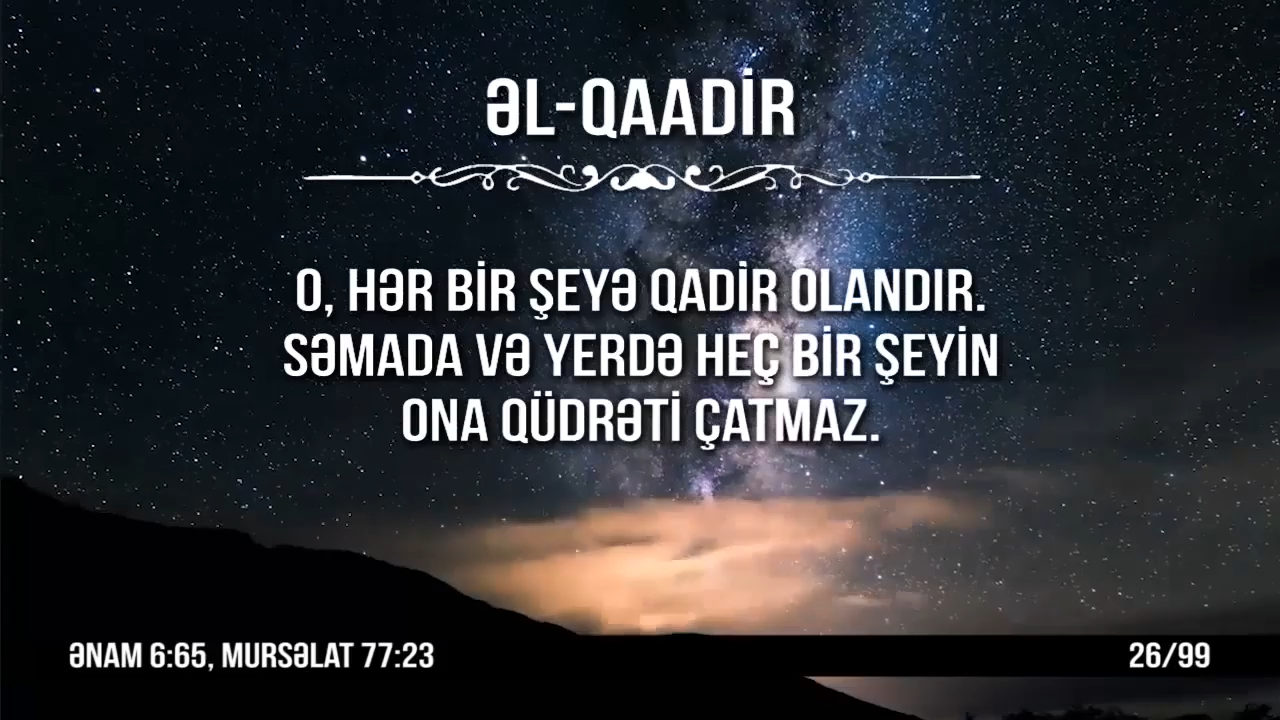 ƏL-QAADİR
O, HƏR BİR ŞEYƏ QADİR OLANDIR.
SƏMADA VƏ YERDƏ HEÇ BİR ŞEYİN
ONA QÜDRƏTİ ÇATMAZ.
ƏNAM 6:65, MURSƏLAT 77:23
26/99